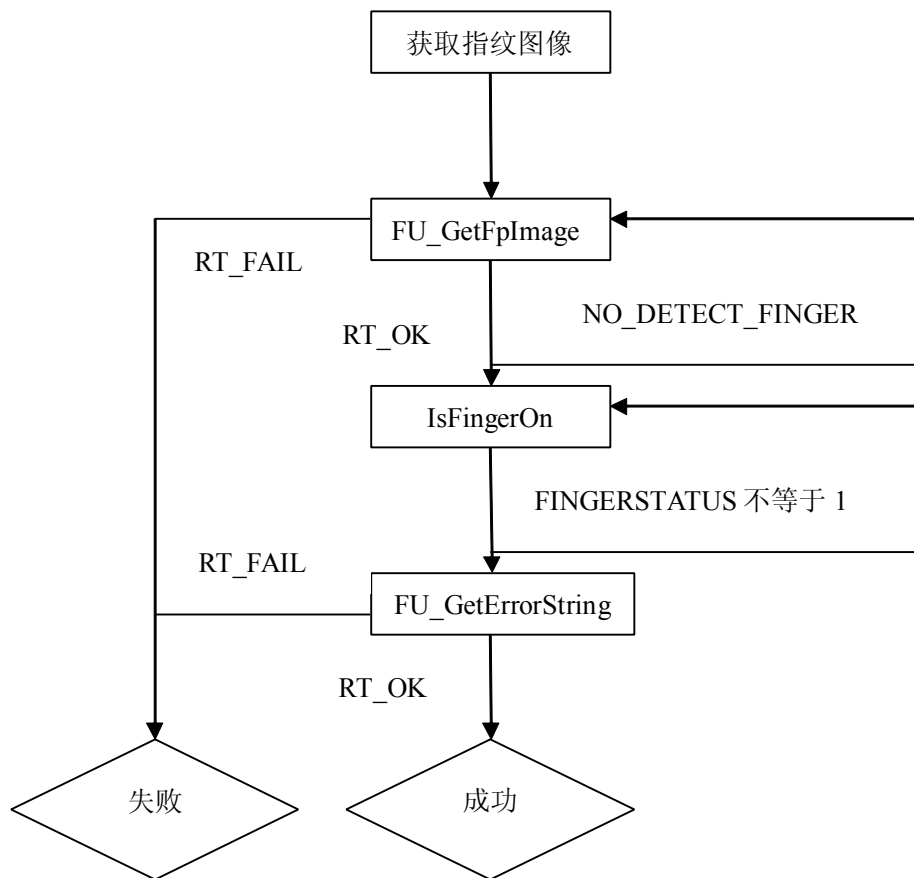 获取指纹图像
FU_GetFpImage
RT_FAIL
NO_DETECT_FINGER
RT_OK
IsFingerOn
FINGERSTATUS 不等于 1
RT_FAIL
FU_GetErrorString
RT_OK
失败
成功